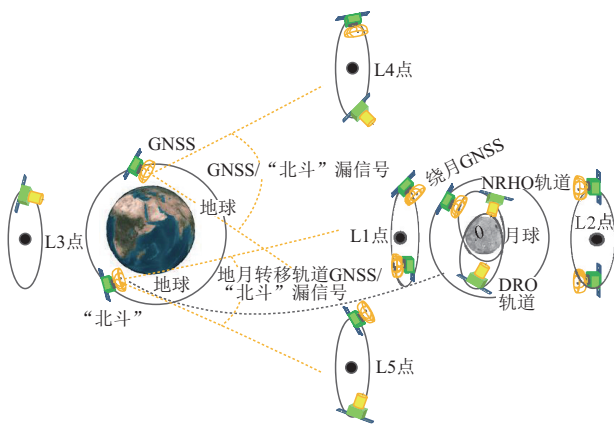 L4点
GNSS
GNSS/“北斗”漏信号
绕月GNSS
NRHO轨道
地球
L3点
L1点
月球
L2点
地球
地月转移轨道GNSS/
“北斗”漏信号
DRO
轨道
“北斗”
L5点